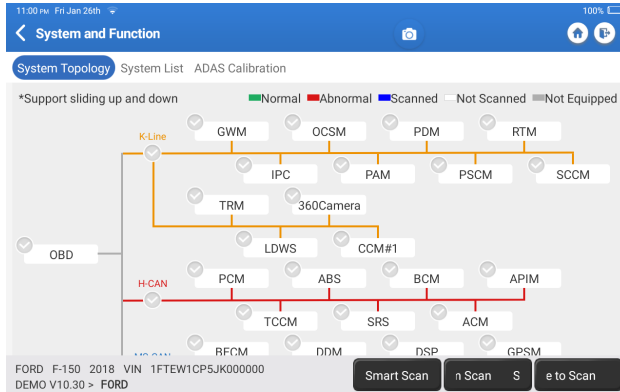 11:00 PM Fri Jan 26th 100%
System and Function
System Topology System List ADAS Calibration
*Support sliding up and down Normal Abnormal Scanned Not Scanned Not Equipped
K-Line GWM OCSM PDM RTM
IPC PAM PSCM SCCM
TRM 360Camera
LDWS CCM#1
OBD
H-CAN PCM ABS BCM APIM
TCCM SRS ACM
BFCM DDM DSP GPSM
FORD F-150 2018 VIN 1FTEW1CP5JK000000
DEMO V10.30 > FORD
Smart Scan n Scan S e to Scan